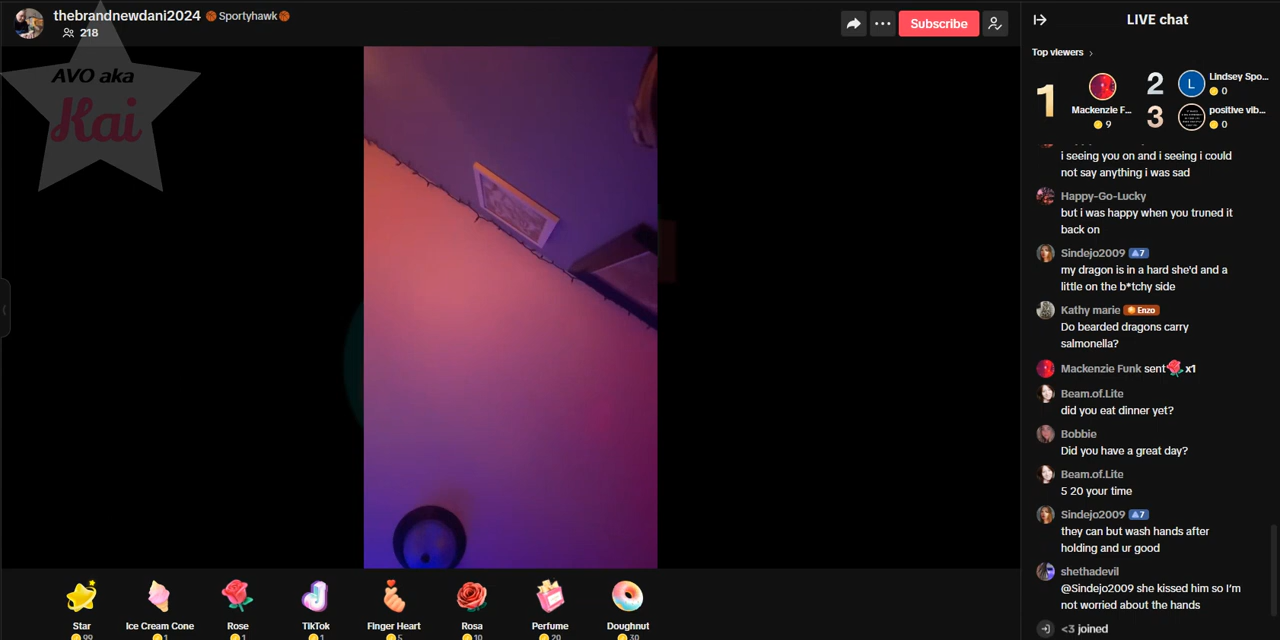 thebrandnewdani2024 🏀 Sportyhawk🏀
218
Subscribe
AVO aka
Kai
LIVE chat
Top viewers
1
Mackenzie F...
9
2
L
Lindsey Spo...
0
3
positive vib...
0
i seeing you on and i seeing i could
not say anything i was sad
Happy-Go-Lucky
but i was happy when you truned it
back on
Sindejo2009 7
my dragon is in a hard she'd and a
little on the b*tchy side
Kathy marie Enzo
Do bearded dragons carry
salmonella?
Mackenzie Funk sent x1
Beam.of.Lite
did you eat dinner yet?
Bobbie
Did you have a great day?
Beam.of.Lite
5 20 your time
Sindejo2009 7
they can but wash hands after
holding and ur good
shethadevil
@Sindejo2009 she kissed him so I'm
not worried about the hands
<3 joined
Star
99
Ice Cream Cone
1
Rose
1
TikTok
1
Finger Heart
5
Rosa
10
Perfume
20
Doughnut
30